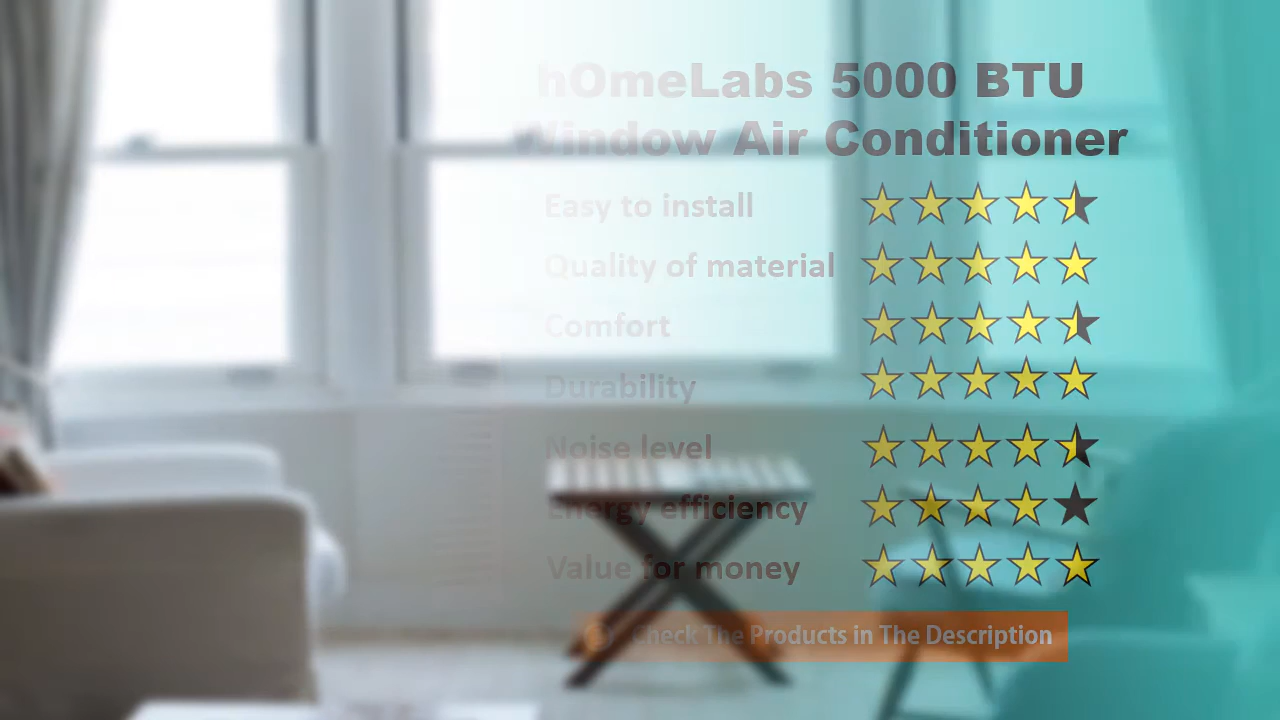 hOmeLabs 5000 BTU
Window Air Conditioner
Easy to install
Quality of material
Comfort
Durability
Noise level
Energy efficiency
Value for money
Check The Products in The Description